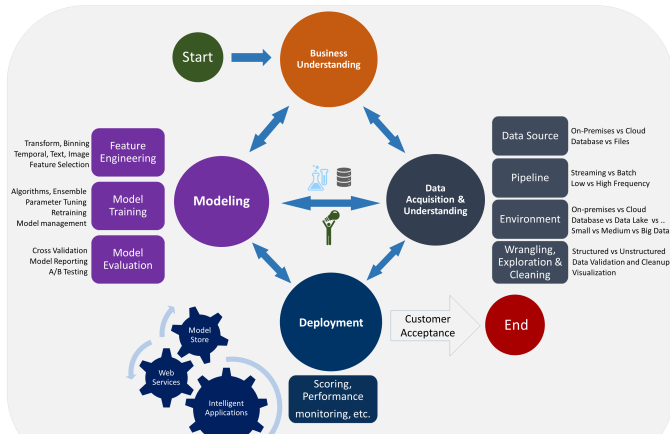 Start
Business
Understanding
Transform, Binning
Temporal, Text, Image
Feature Selection
Feature
Engineering
Algorithms, Ensemble
Parameter Tuning
Retraining
Model management
Model
Training
Cross Validation
Model Reporting
A/B Testing
Model
Evaluation
Modeling
Data
Acquisition &
Understanding
Data Source
On-Premises vs Cloud
Database vs Files
Pipeline
Streaming vs Batch
Low vs High Frequency
Environment
On-premises vs Cloud
Database vs Data Lake vs ..
Small vs Medium vs Big Data
Wrangling,
Exploration &
Cleaning
Structured vs Unstructured
Data Validation and Cleanup
Visualization
Deployment
Customer
Acceptance
End
Scoring,
Performance
monitoring, etc.
Model
Store
Web
Services
Intelligent
Applications